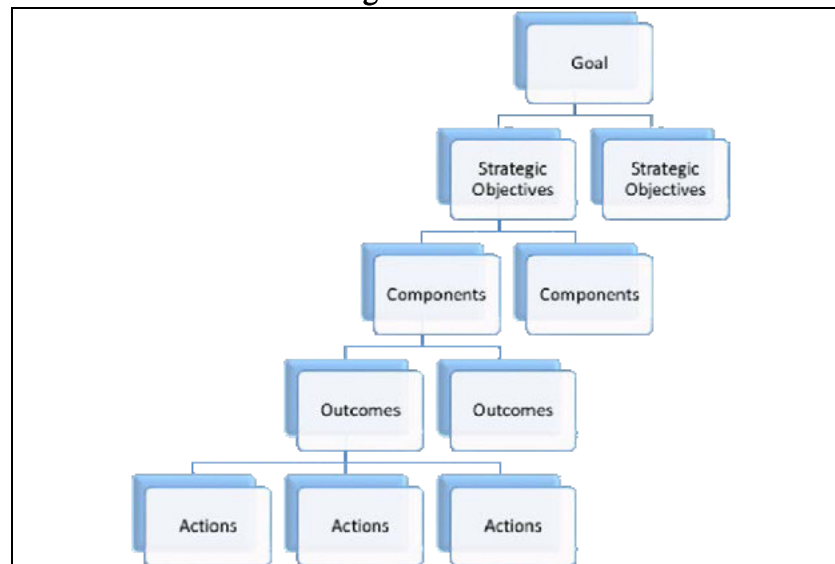 Goal
Strategic
Objectives
Strategic
Objectives
Components
Components
Outcomes
Outcomes
Actions
Actions
Actions